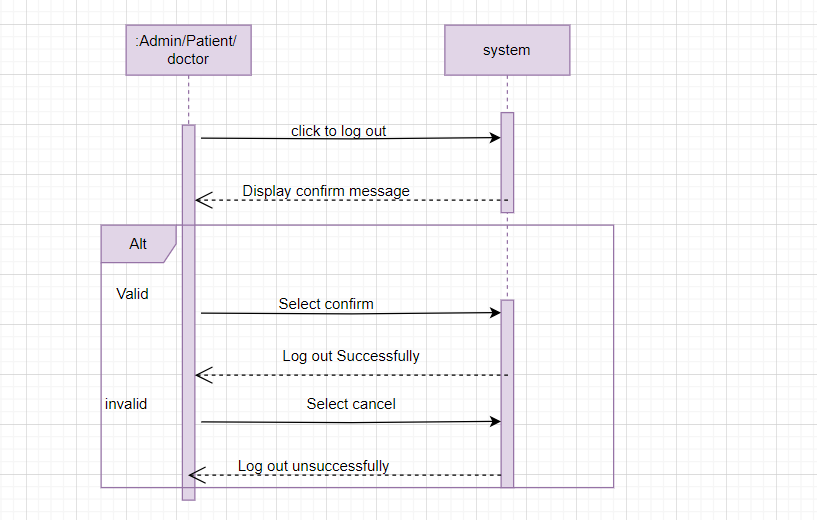 :Admin/Patient/
doctor
system
click to log out
Display confirm message
Alt
Valid
Select confirm
Log out Successfully
invalid
Select cancel
Log out unsuccessfully